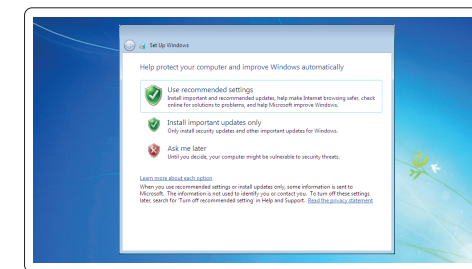 Set Up Windows
Help protect your computer and improve Windows automatically
Use recommended settings
Install important and recommended updates, help make Internet browsing safer, check
online for solutions to problems, and help Microsoft improve Windows.
Install important updates only
Only install security updates and other important updates for Windows.
Ask me later
Until you decide, your computer might be vulnerable to security threats.
Learn more about each option
When you use recommended settings or install updates only, some information is sent to
Microsoft. The information is not used to identify you or contact you. To turn off these settings
later, search for 'Turn off recommended setting' in Help and Support. Read the privacy statement